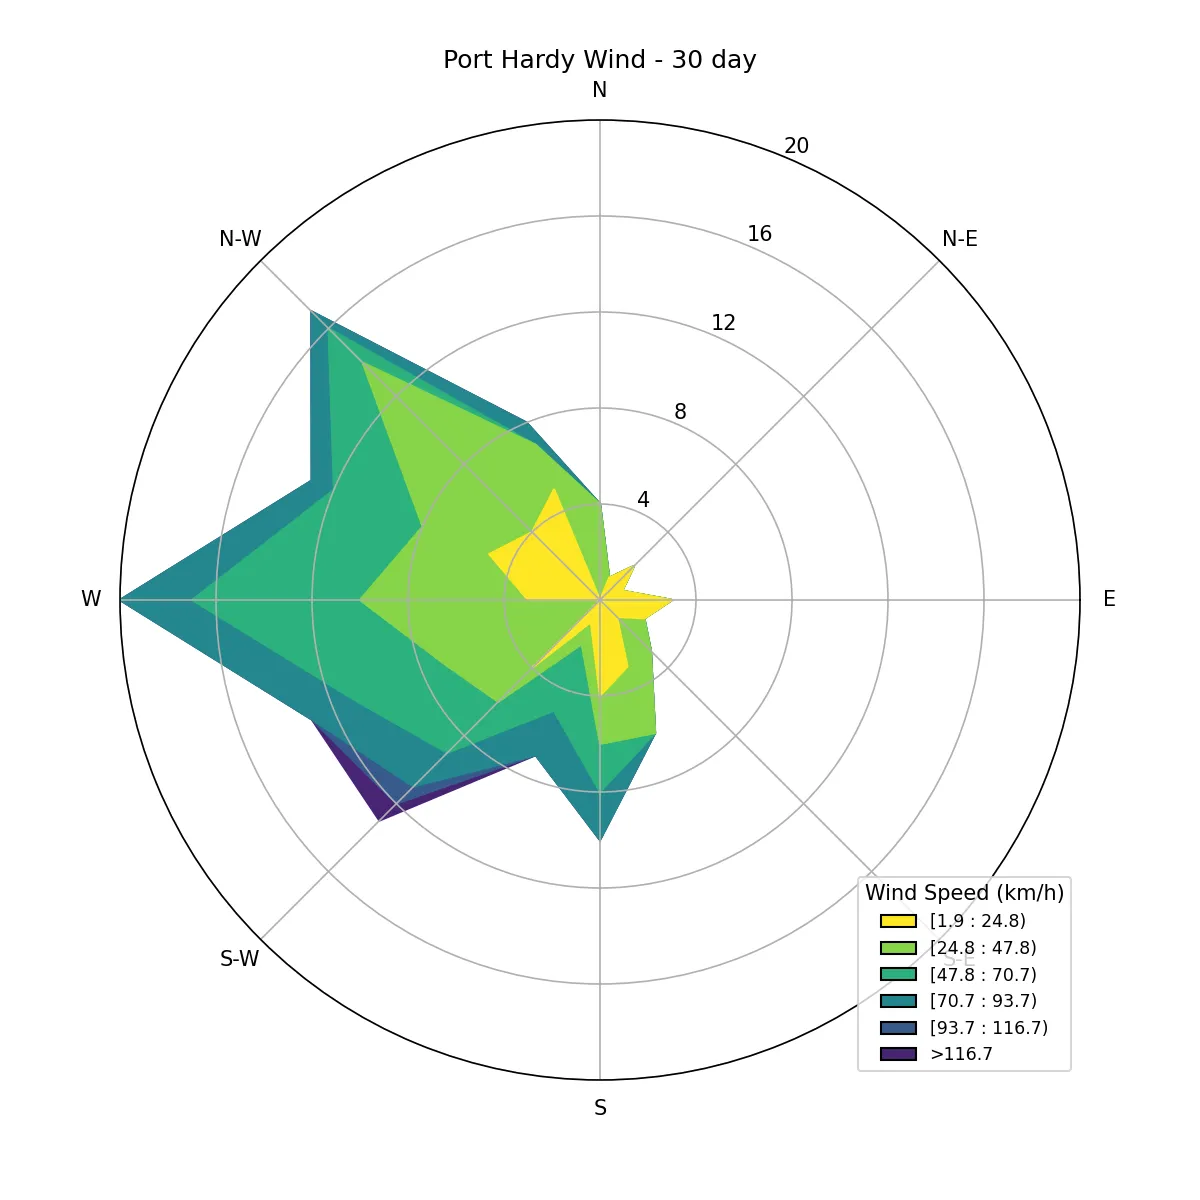 Port Hardy Wind - 30 day
N
20
N-W
N-E
16
12
8
4
W
E
S-W
S-E
S
Wind Speed (km/h)
[1.9 : 24.8)
[24.8 : 47.8)
[47.8 : 70.7)
[70.7 : 93.7)
[93.7 : 116.7)
>116.7